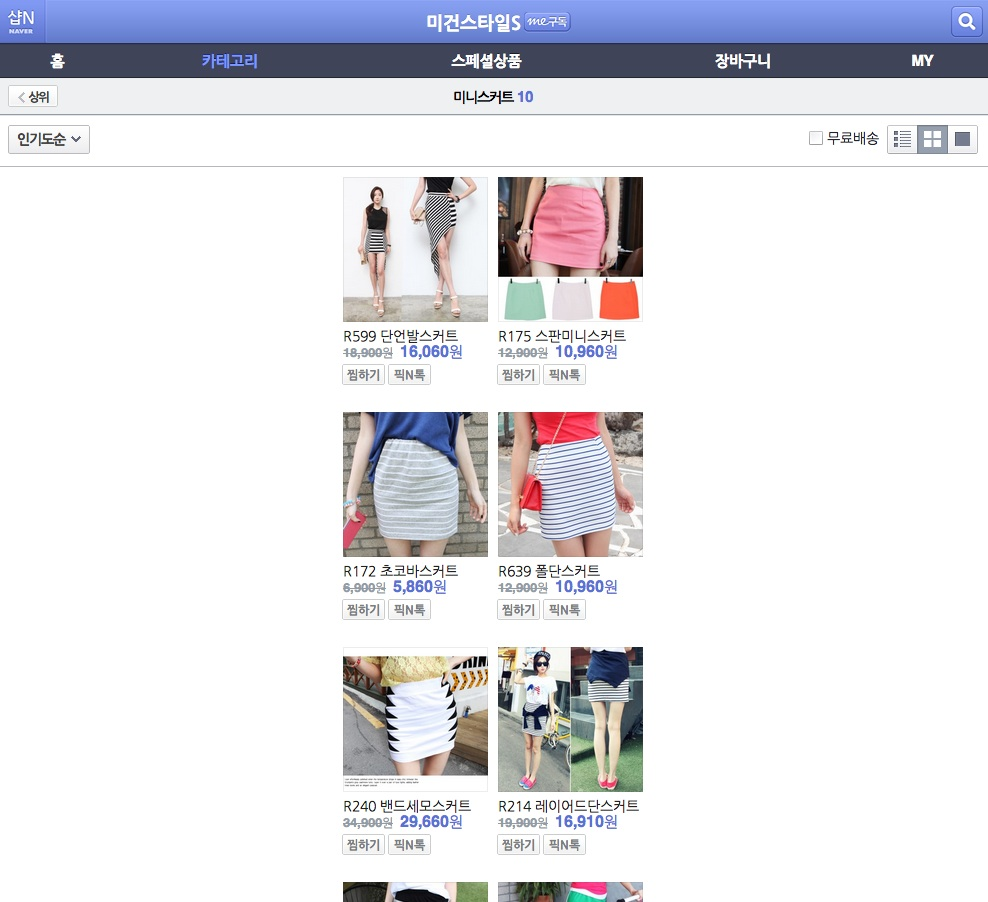 샵N
NAVER
미건스타일S me구독
홈 카테고리 스페셜상품 장바구니 MY
상위
미니스커트 10
인기도순
무료배송
R599 단언발스커트
18,900원 16,060원
찜하기 픽N톡
R175 스판미니스커트
12,900원 10,960원
찜하기 픽N톡
R172 초코바스커트
6,900원 5,860원
찜하기 픽N톡
R639 폴단스커트
12,900원 10,960원
찜하기 픽N톡
R240 밴드세모스커트
34,900원 29,660원
찜하기 픽N톡
R214 레이어드단스커트
19,900원 16,910원
찜하기 픽N톡